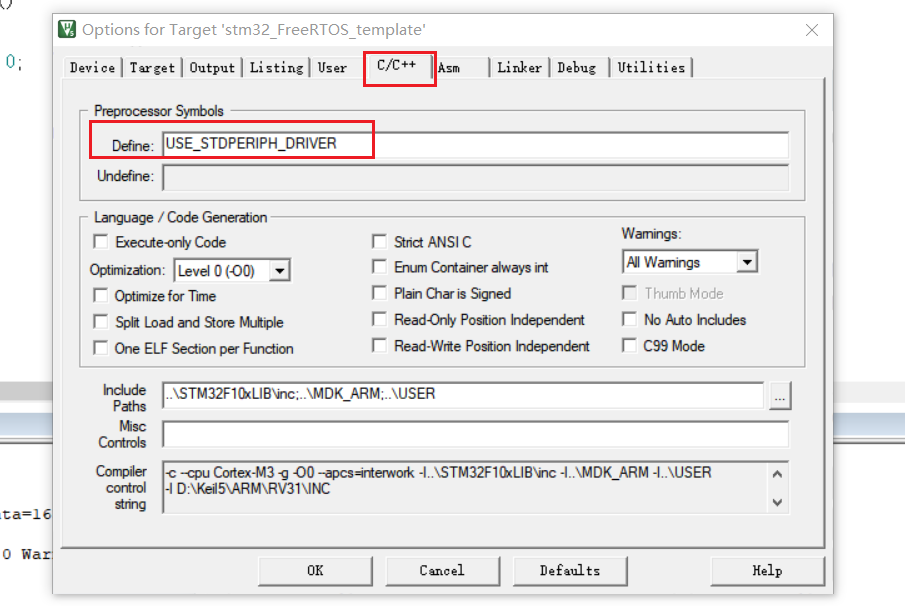 ()
0;
Options for Target 'stm32_FreeRTOS_template'
Device Target Output Listing User C/C++ Asm Linker Debug Utilities
Preprocessor Symbols
Define: USE_STDPERIPH_DRIVER
Undefine:
Language / Code Generation
Execute-only Code
Optimization: Level 0 (-O0)
Optimize for Time
Split Load and Store Multiple
One ELF Section per Function
Strict ANSI C
Enum Container always int
Plain Char is Signed
Read-Only Position Independent
Read-Write Position Independent
Warnings:
All Warnings
Thumb Mode
No Auto Includes
C99 Mode
Include Paths
..\STM32F10xLIB\inc;..\MDK_ARM;..\USER
...
Misc Controls
Compiler control string
-c --cpu Cortex-M3 -g -O0 --apcs=interwork -I..\STM32F10xLIB\inc -I..\MDK_ARM -I..\USER
-I D:\Keil5\ARM\RV31\INC
ata=16
0 War
OK Cancel Defaults Help